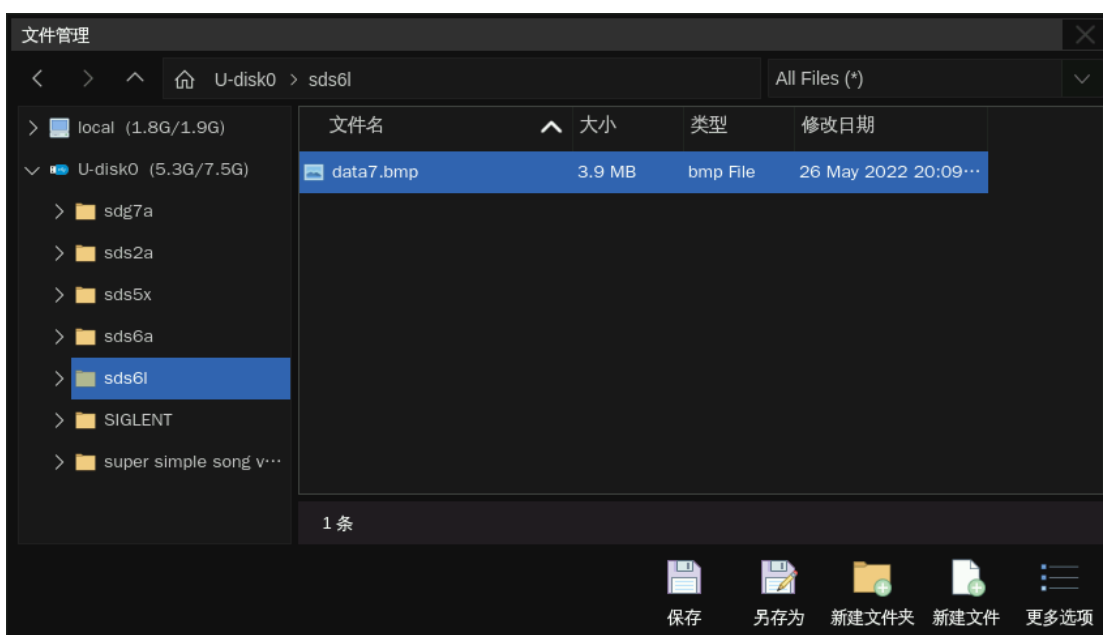 文件管理
U-disk0 > sds6l
All Files (*)
local (1.8G/1.9G)
U-disk0 (5.3G/7.5G)
sdg7a
sds2a
sds5x
sds6a
sds6l
SIGLENT
super simple song v···
文件名 大小 类型 修改日期
data7.bmp 3.9 MB bmp File 26 May 2022 20:09···
1 条
保存 另存为 新建文件夹 新建文件 更多选项